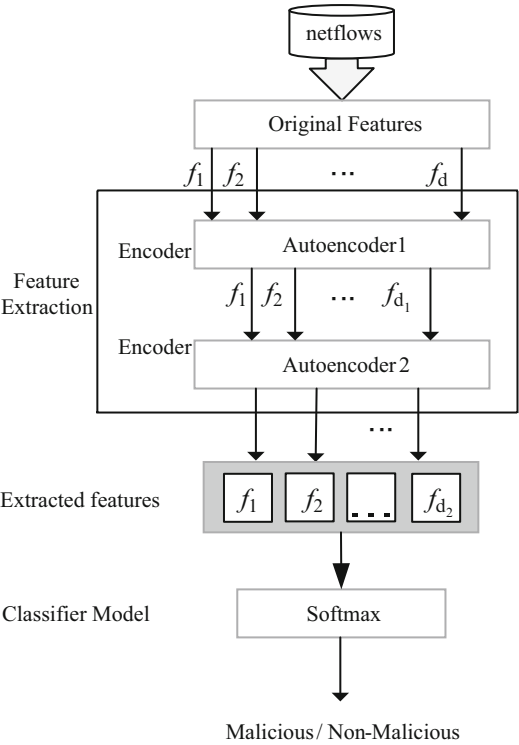 netflows
Original Features
f1 f2 ... fd
Encoder Autoencoder1
Feature
Extraction
f1 f2 ... fd1
Encoder
Autoencoder 2
...
Extracted features f1 f2 ... fd2
Classifier Model Softmax
Malicious / Non-Malicious